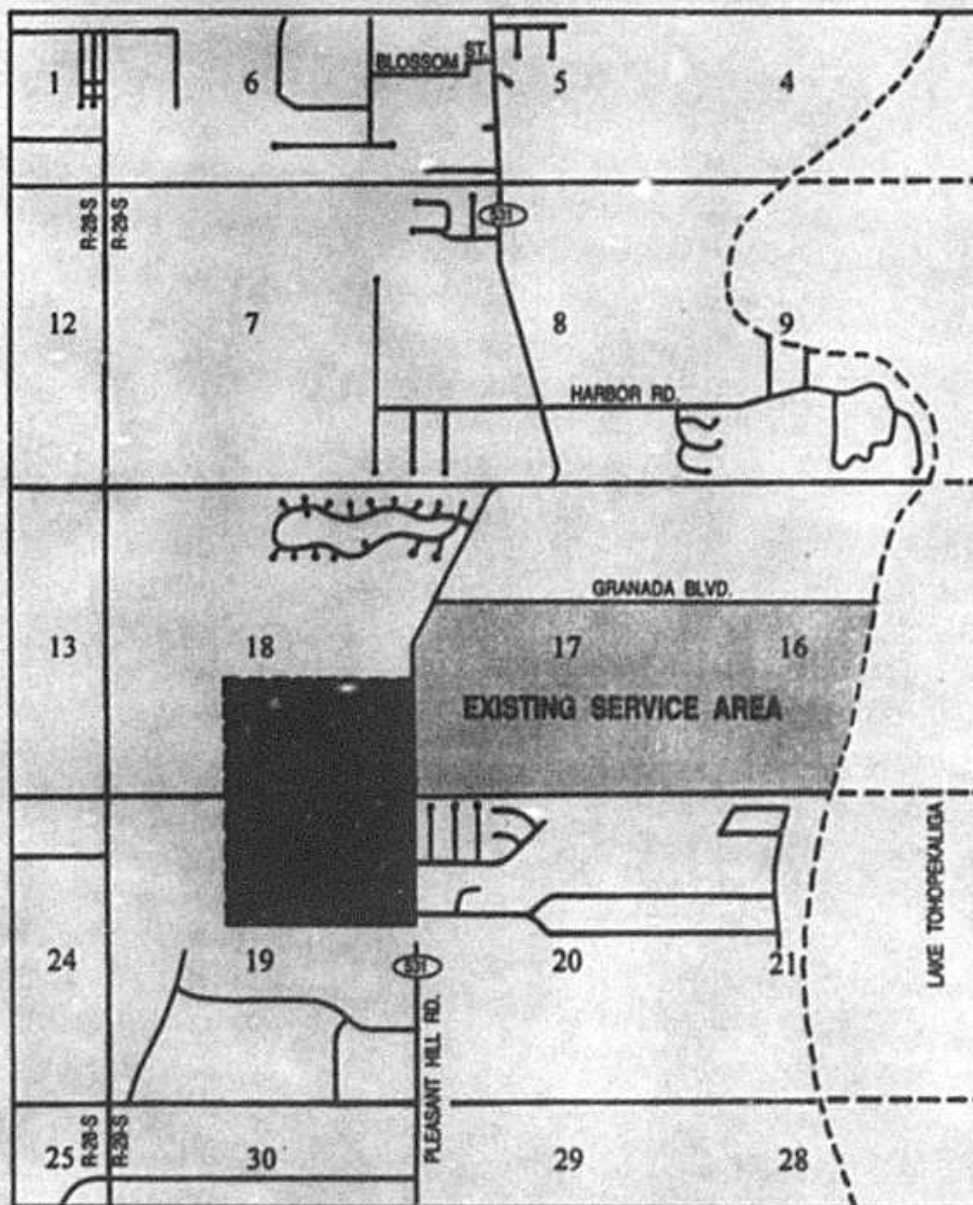 BLOSSOM ST.
1 6 5 4
R-28-S R-29-S
531
12 7 8 9
HARBOR RD.
GRANADA BLVD.
13 18 17 16
EXISTING SERVICE AREA
LAKE TOHOPEKALIGA
24 19 531 20 21
PLEASANT HILL RD.
R-28-S R-29-S
25 30 29 28